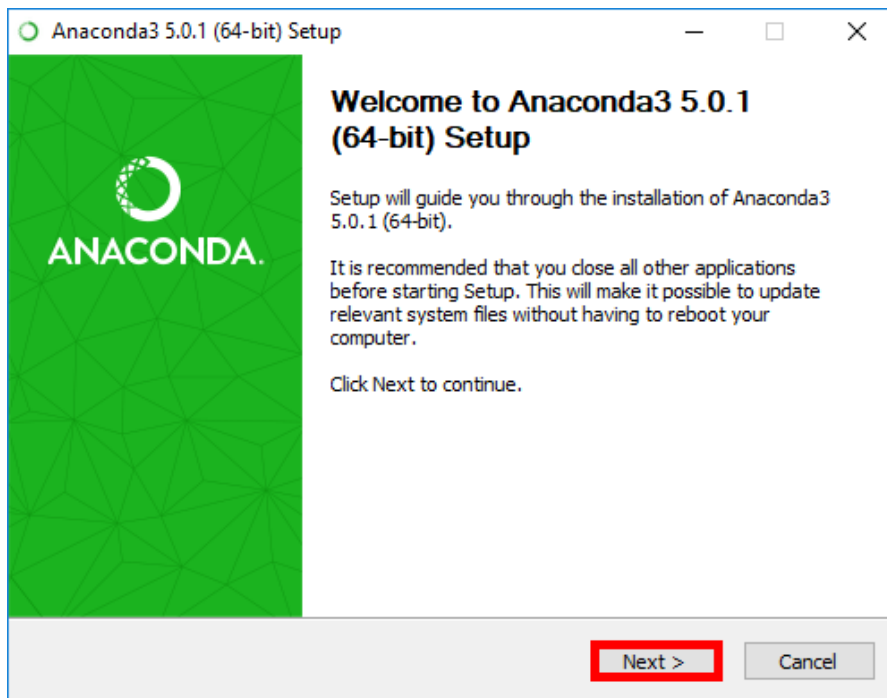 Anaconda3 5.0.1 (64-bit) Setup
Welcome to Anaconda3 5.0.1
(64-bit) Setup
Setup will guide you through the installation of Anaconda3
5.0.1 (64-bit).
It is recommended that you close all other applications
before starting Setup. This will make it possible to update
relevant system files without having to reboot your
computer.
Click Next to continue.
ANACONDA.
Next >
Cancel